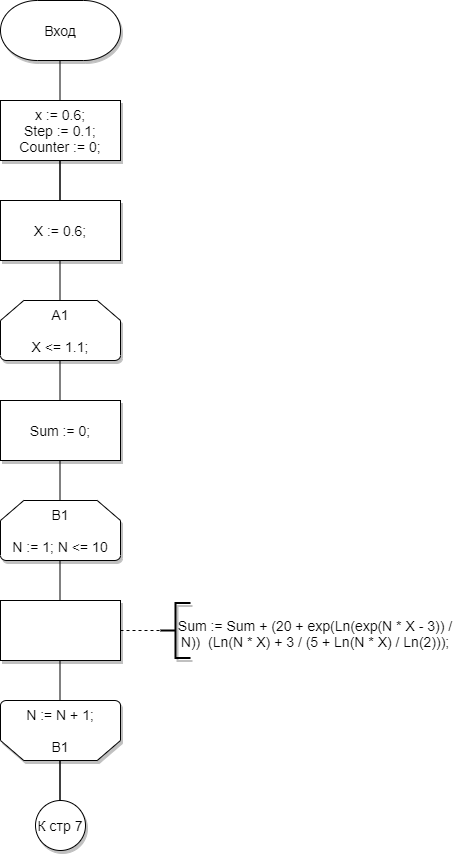 Вход
x := 0.6;
Step := 0.1;
Counter := 0;
X := 0.6;
A1
X <= 1.1;
Sum := 0;
B1
N := 1; N <= 10
Sum := Sum + (20 + exp(Ln(exp(N * X - 3)) /
N)) (Ln(N * X) + 3 / (5 + Ln(N * X) / Ln(2)));
N := N + 1;
B1
К стр 7